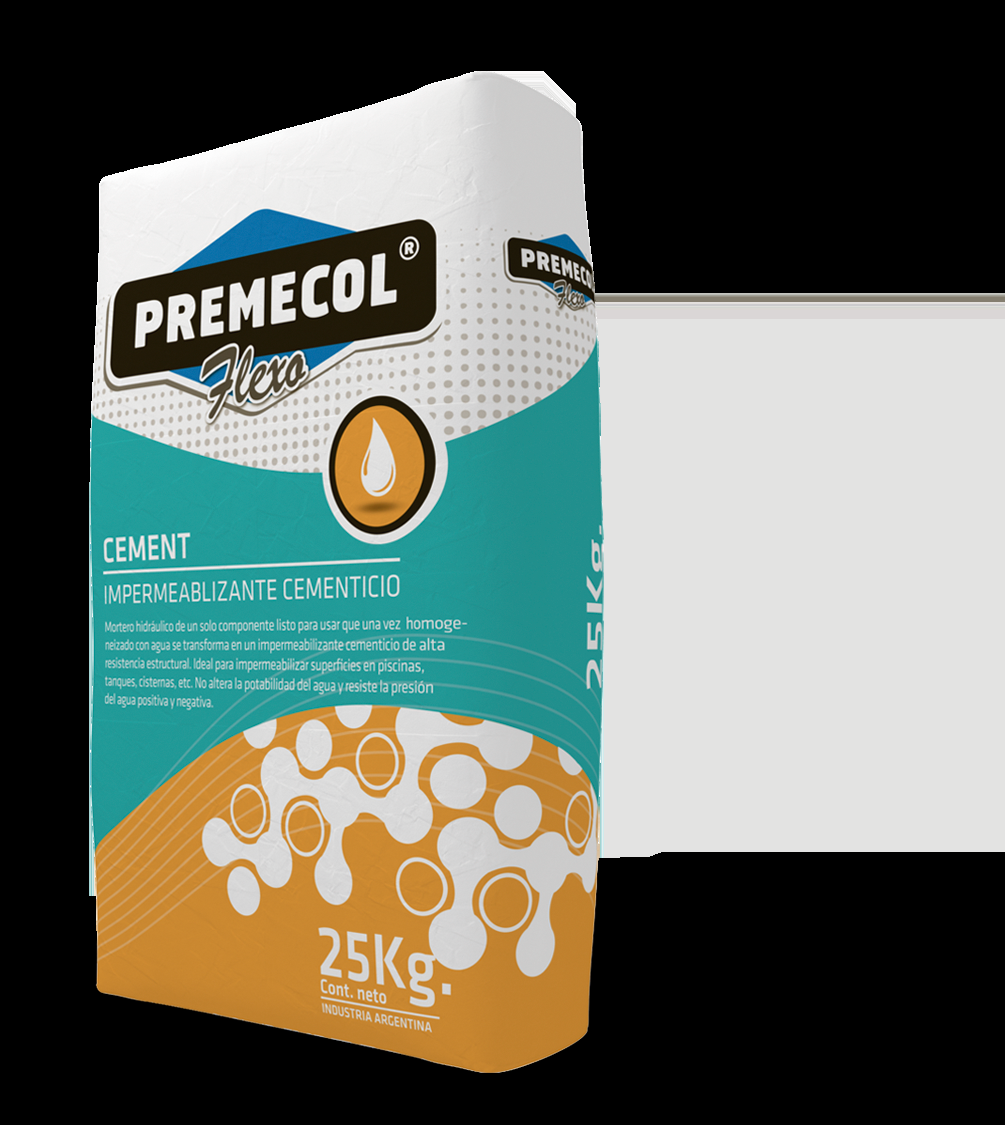 PREMECOL®
Flexo
CEMENT
IMPERMEABLIZANTE CEMENTICIO
Mortero hidráulico de un solo componente listo para usar que una vez homoge-
neizado con agua se transforma en un impermeabilizante cementicio de alta
resistencia estructural. Ideal para impermeabilizar superficies en piscinas,
tanques, cisternas, etc. No altera la potabilidad del agua y resiste la presión
del agua positiva y negativa.
25Kg.
Cont. neto
INDUSTRIA ARGENTINA
PREMECOL
Flexo
25Kg.